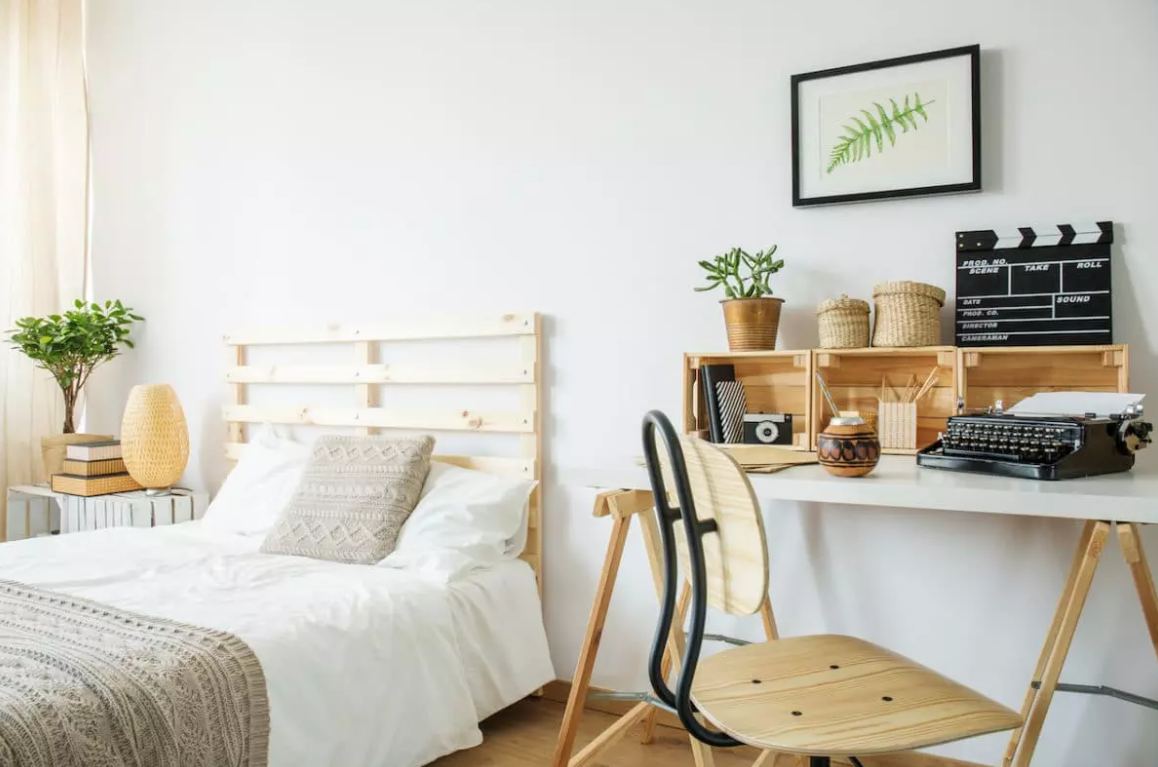 PROD. NO.
SCENE TAKE ROLL
DATE SOUND
PROD. CO.
DIRECTOR
CAMERAMAN